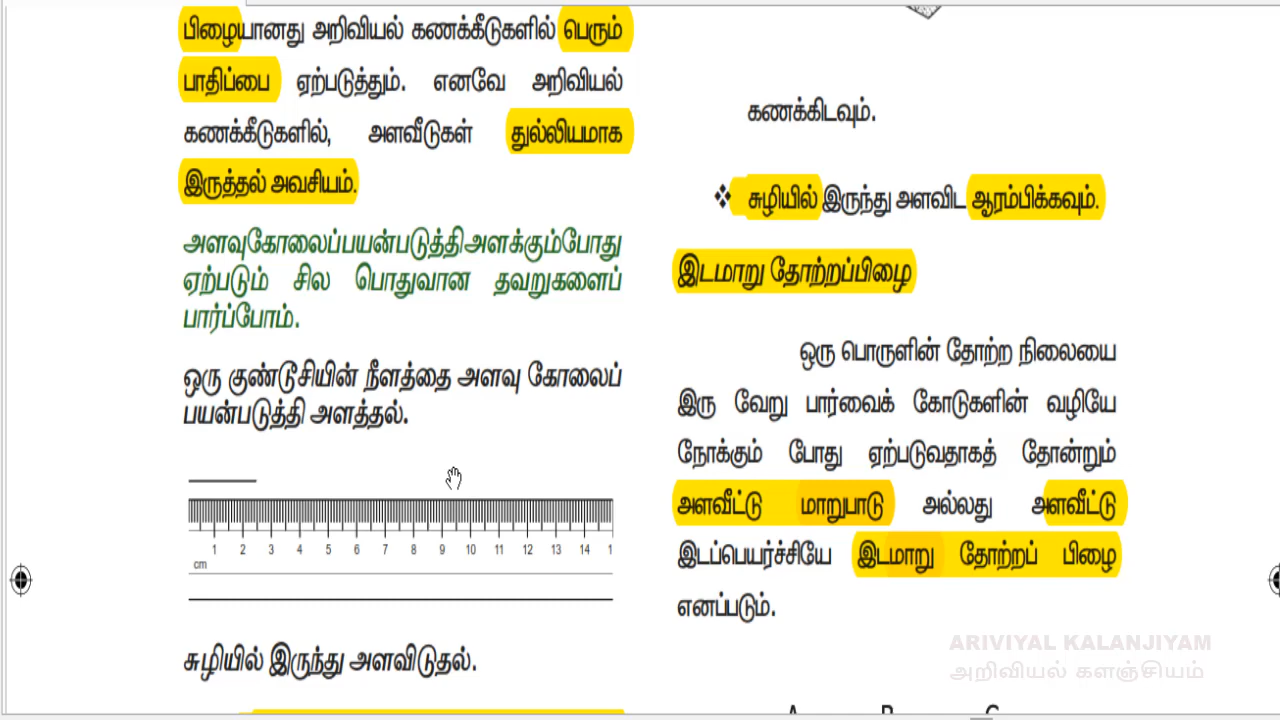 பிழையானது அறிவியல் கணக்கீடுகளில் பெரும்
பாதிப்பை ஏற்படுத்தும். எனவே அறிவியல்
கணக்கீடுகளில், அளவீடுகள் துல்லியமாக
இருத்தல் அவசியம்.
அளவுகோலைப்பயன்படுத்திஅளக்கும்போது
ஏற்படும் சில பொதுவான தவறுகளைப்
பார்ப்போம்.
ஒரு குண்டூசியின் நீளத்தை அளவு கோலைப்
பயன்படுத்தி அளத்தல்.
1 2 3 4 5 6 7 8 9 10 11 12 13 14 1
cm
சுழியில் இருந்து அளவிடுதல்.
கணக்கிடவும்.
❖ சுழியில் இருந்து அளவிட ஆரம்பிக்கவும்.
இடமாறு தோற்றப்பிழை
ஒரு பொருளின் தோற்ற நிலையை
இரு வேறு பார்வைக் கோடுகளின் வழியே
நோக்கும் போது ஏற்படுவதாகத் தோன்றும்
அளவீட்டு மாறுபாடு அல்லது அளவீட்டு
இடப்பெயர்ச்சியே இடமாறு தோற்றப் பிழை
எனப்படும்.
ARIVIYAL KALANJIYAM
அறிவியல் களஞ்சியம்